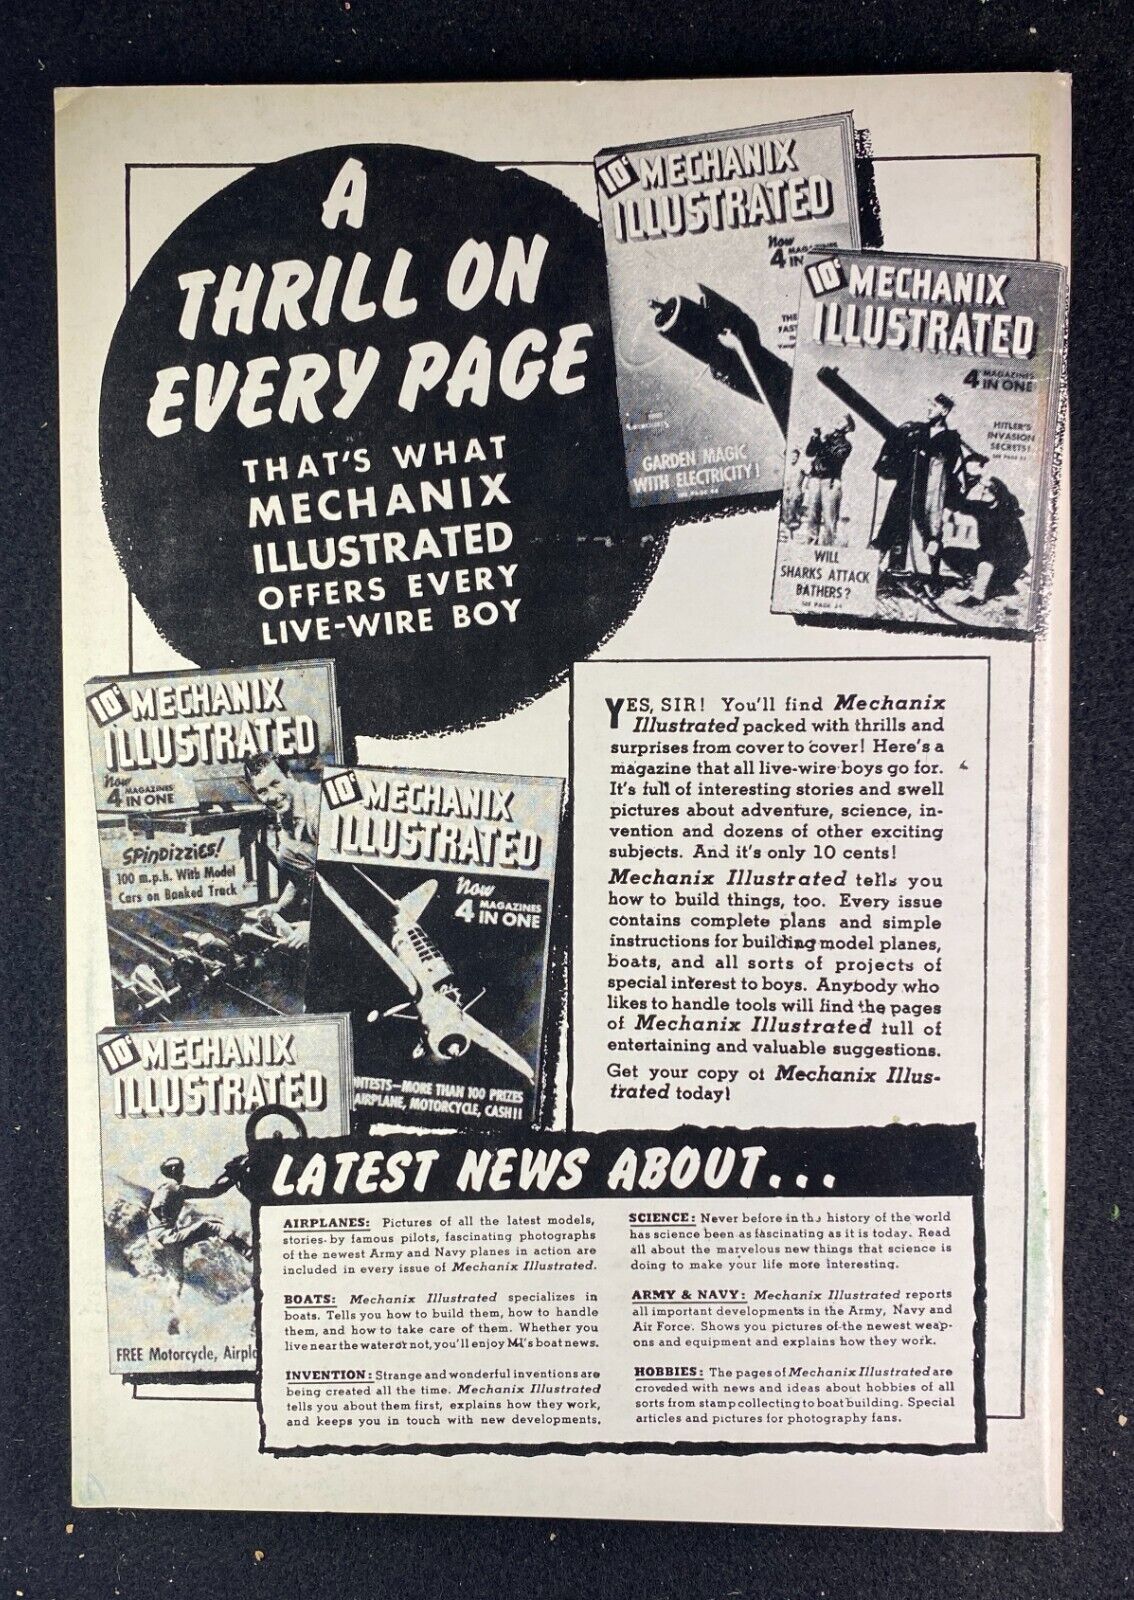 A
THRILL ON
EVERY PAGE
THAT'S WHAT
MECHANIX
ILLUSTRATED
OFFERS EVERY
LIVE-WIRE BOY
10¢ MECHANIX
ILLUSTRATED
Now
4
IN
GARDEN MAGIC
WITH ELECTRICITY!
10¢ MECHANIX
ILLUSTRATED
4 MAGAZINES
IN ONE
HITLER'S
INVASION
SECRETS!
WILL
SHARKS ATTACK
BATHERS?
SEE PAGE 34
10¢ MECHANIX
ILLUSTRATED
Now
4 MAGAZINES
IN ONE
SPinDizzies!
100 m.p.h. With Model
Cars on Banked Track
10¢ MECHANIX
ILLUSTRATED
Now
4 MAGAZINES
IN ONE
NTESTS—MORE THAN 100 PRIZES
AIRPLANE, MOTORCYCLE, CASH!!
10¢ MECHANIX
ILLUSTRATED
FREE Motorcycle, Airpla
YES, SIR! You'll find Mechanix
Illustrated packed with thrills and
surprises from cover to cover! Here's a
magazine that all live-wire boys go for.
It's full of interesting stories and swell
pictures about adventure, science, in-
vention and dozens of other exciting
subjects. And it's only 10 cents!
Mechanix Illustrated tells you
how to build things, too. Every issue
contains complete plans and simple
instructions for building model planes,
boats, and all sorts of projects of
special interest to boys. Anybody who
likes to handle tools will find the pages
of Mechanix Illustrated full of
entertaining and valuable suggestions.
Get your copy of Mechanix Illus-
trated today!
LATEST NEWS ABOUT...
AIRPLANES: Pictures of all the latest models,
stories by famous pilots, fascinating photographs
of the newest Army and Navy planes in action are
included in every issue of Mechanix Illustrated.
BOATS: Mechanix Illustrated specializes in
boats. Tells you how to build them, how to handle
them, and how to take care of them. Whether you
live near the water or not, you'll enjoy MI's boat news.
INVENTION: Strange and wonderful inventions are
being created all the time. Mechanix Illustrated
tells you about them first, explains how they work,
and keeps you in touch with new developments.
SCIENCE: Never before in the history of the world
has science been as fascinating as it is today. Read
all about the marvelous new things that science is
doing to make your life more interesting.
ARMY & NAVY: Mechanix Illustrated reports
all important developments in the Army, Navy and
Air Force. Shows you pictures of the newest weap-
ons and equipment and explains how they work.
HOBBIES: The pages of Mechanix Illustrated are
crowded with news and ideas about hobbies of all
sorts from stamp collecting to boat building. Special
articles and pictures for photography fans.